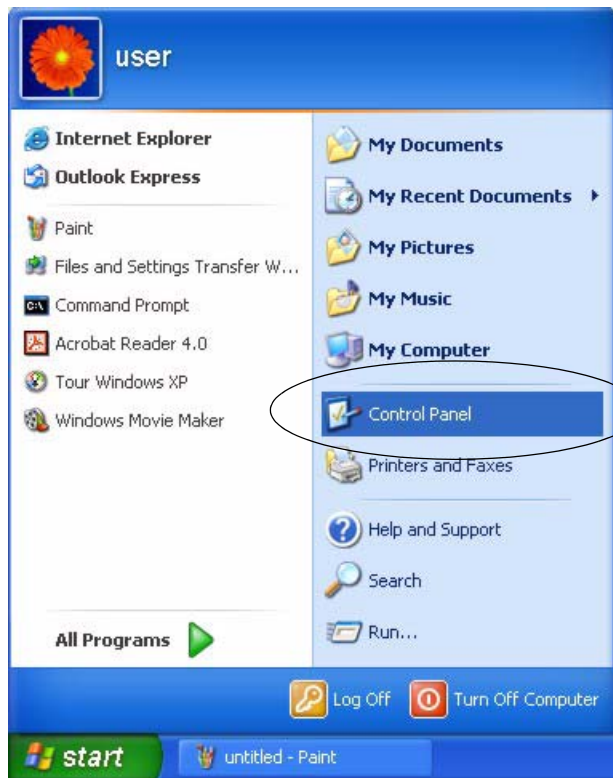 user
Internet Explorer
Outlook Express
Paint
Files and Settings Transfer W...
Command Prompt
Acrobat Reader 4.0
Tour Windows XP
Windows Movie Maker
All Programs
My Documents
My Recent Documents
My Pictures
My Music
My Computer
Control Panel
Printers and Faxes
Help and Support
Search
Run...
Log Off
Turn Off Computer
start
untitled - Paint